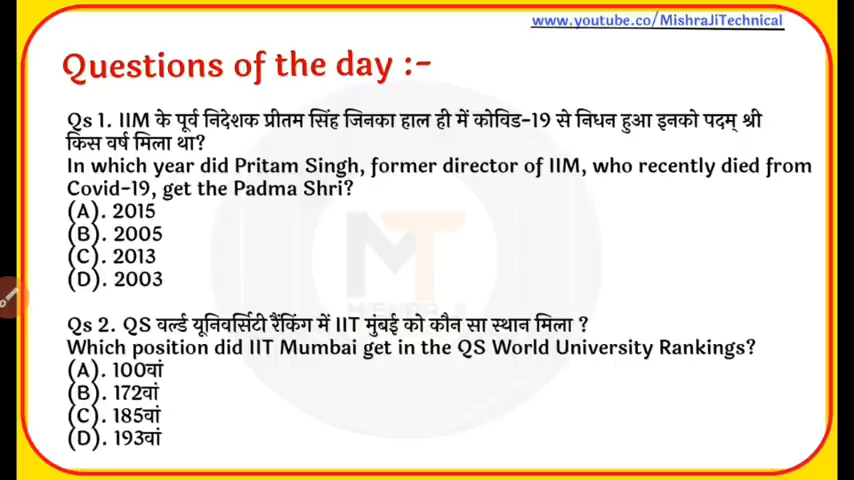 www.youtube.co/MishraJiTechnical
Questions of the day :-
Qs 1. IIM के पूर्व निदेशक प्रीतम सिंह जिनका हाल ही में कोविड-19 से निधन हुआ इनको पदम् श्री
किस वर्ष मिला था?
In which year did Pritam Singh, former director of IIM, who recently died from
Covid-19, get the Padma Shri?
(A). 2015
(B). 2005
(C). 2013
(D). 2003
Qs 2. QS वर्ल्ड यूनिवर्सिटी रैंकिंग में IIT मुंबई को कौन सा स्थान मिला ?
Which position did IIT Mumbai get in the QS World University Rankings?
(A). 100वां
(B). 172वां
(C). 185वां
(D). 193वां
MT